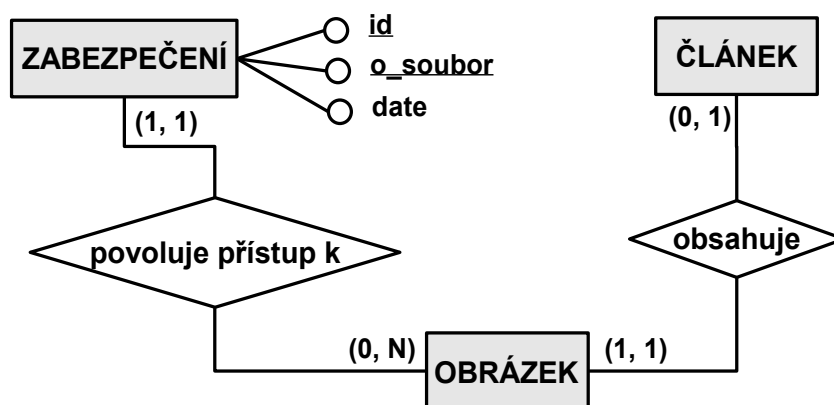 ZABEZPEČENÍ
id
o_soubor
date
ČLÁNEK
(1, 1)
(0, 1)
povoluje přístup k
obsahuje
(0, N)
OBRÁZEK
(1, 1)